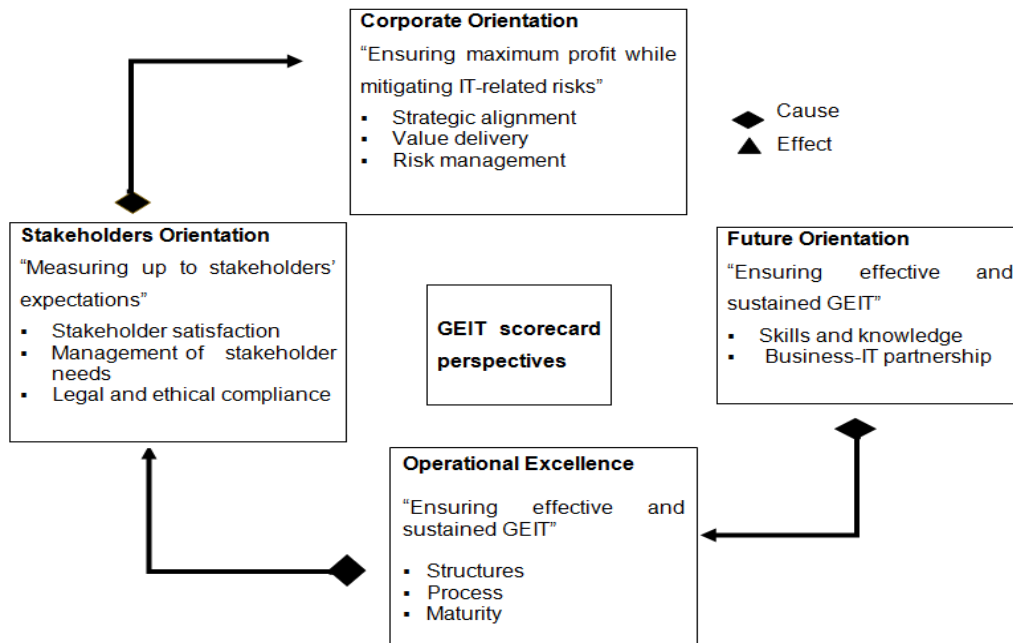 Corporate Orientation
“Ensuring maximum profit while
mitigating IT-related risks”
▪ Strategic alignment
▪ Value delivery
▪ Risk management
Cause
Effect
Stakeholders Orientation
“Measuring up to stakeholders’
expectations”
▪ Stakeholder satisfaction
▪ Management of stakeholder
needs
▪ Legal and ethical compliance
GEIT scorecard
perspectives
Future Orientation
“Ensuring effective and
sustained GEIT”
▪ Skills and knowledge
▪ Business-IT partnership
Operational Excellence
“Ensuring effective and
sustained GEIT”
▪ Structures
▪ Process
▪ Maturity